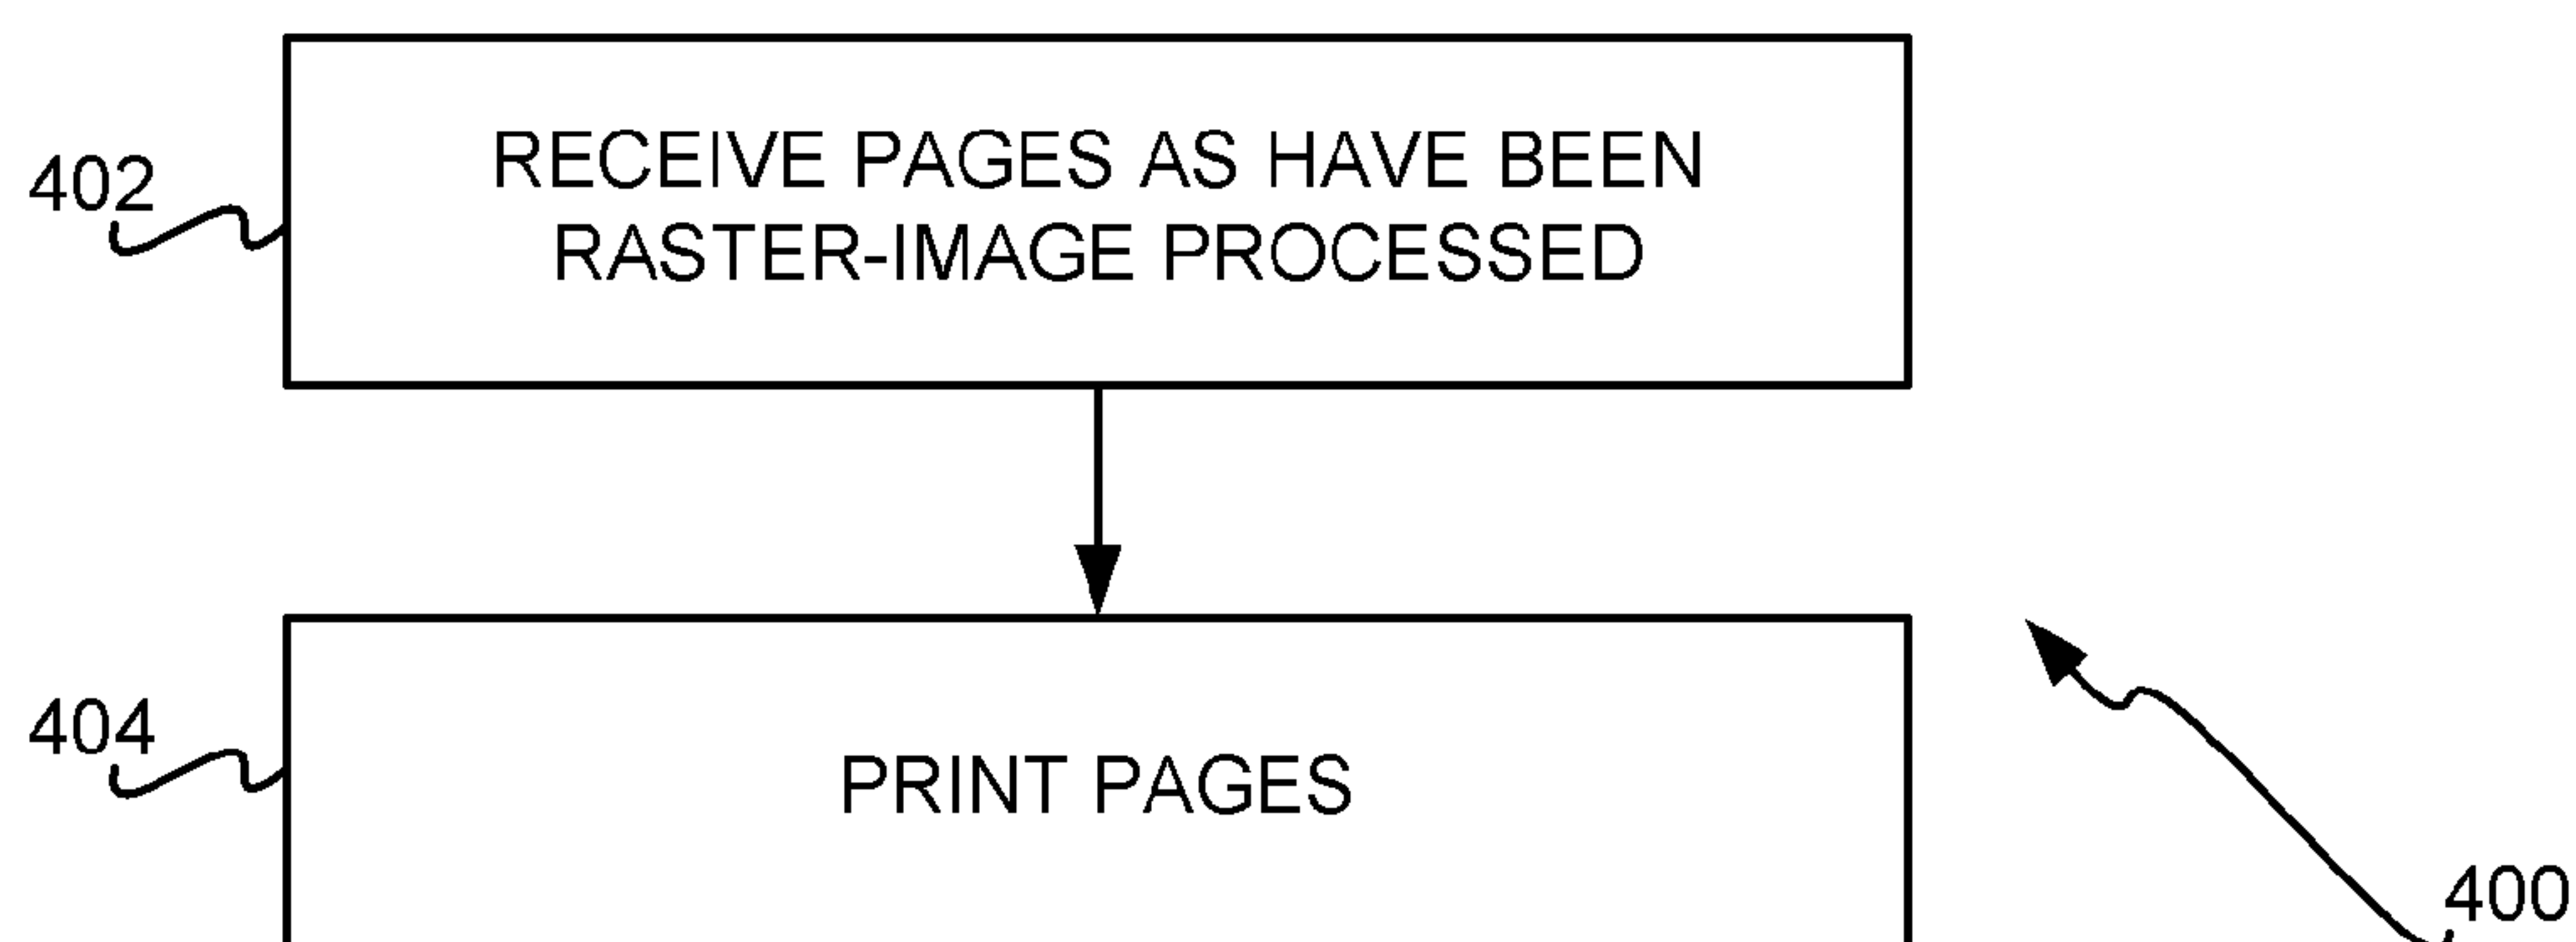 402
RECEIVE PAGES AS HAVE BEEN
RASTER-IMAGE PROCESSED
404
PRINT PAGES
400